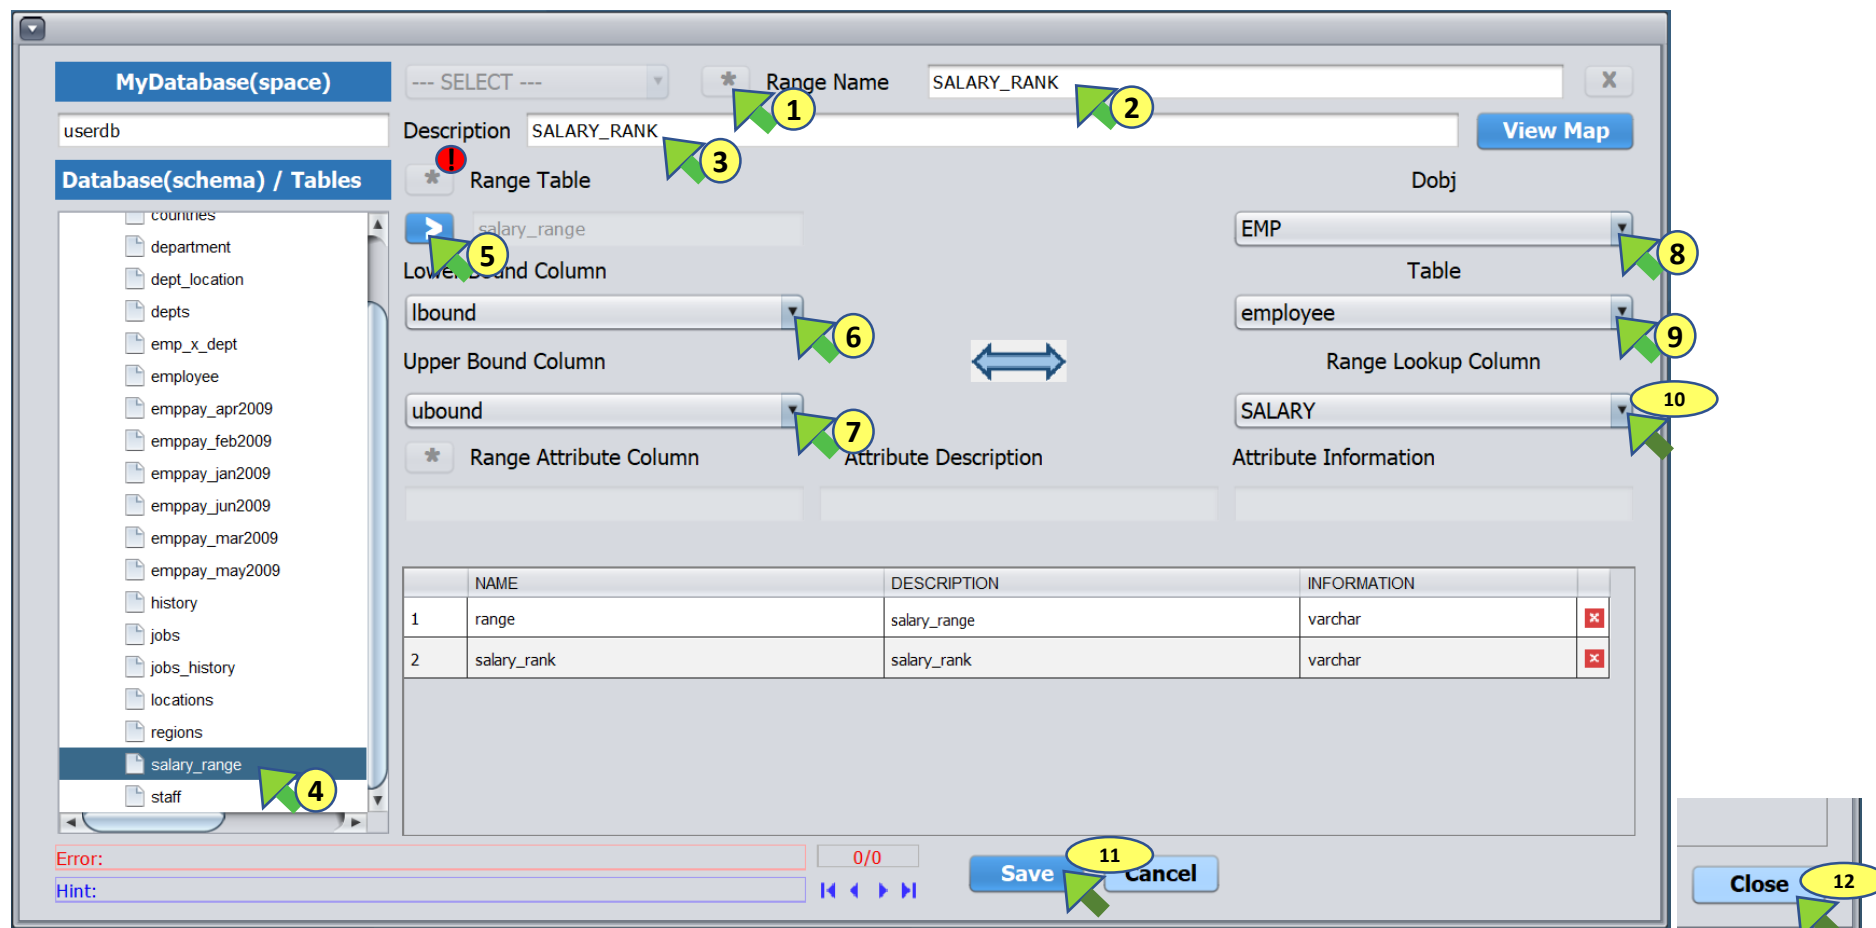 MyDatabase(space)
--- SELECT ---
*
Range Name
SALARY_RANK
X
1
2
userdb
Description
SALARY_RANK
3
View Map
!
Database(schema) / Tables
*
Range Table
Dobj
countries
department
dept_location
depts
emp_x_dept
employee
emppay_apr2009
emppay_feb2009
emppay_jan2009
emppay_jun2009
emppay_mar2009
emppay_may2009
history
jobs
jobs_history
locations
regions
salary_range
staff
4
>
salary_range
5
EMP
8
Lower Bound Column
Table
lbound
6
employee
9
Upper Bound Column
Range Lookup Column
ubound
7
SALARY
10
*
Range Attribute Column
Attribute Description
Attribute Information
NAME DESCRIPTION INFORMATION
1 range salary_range varchar x
2 salary_rank salary_rank varchar x
Error:
0/0
Hint:
Save
11
Cancel
Close
12